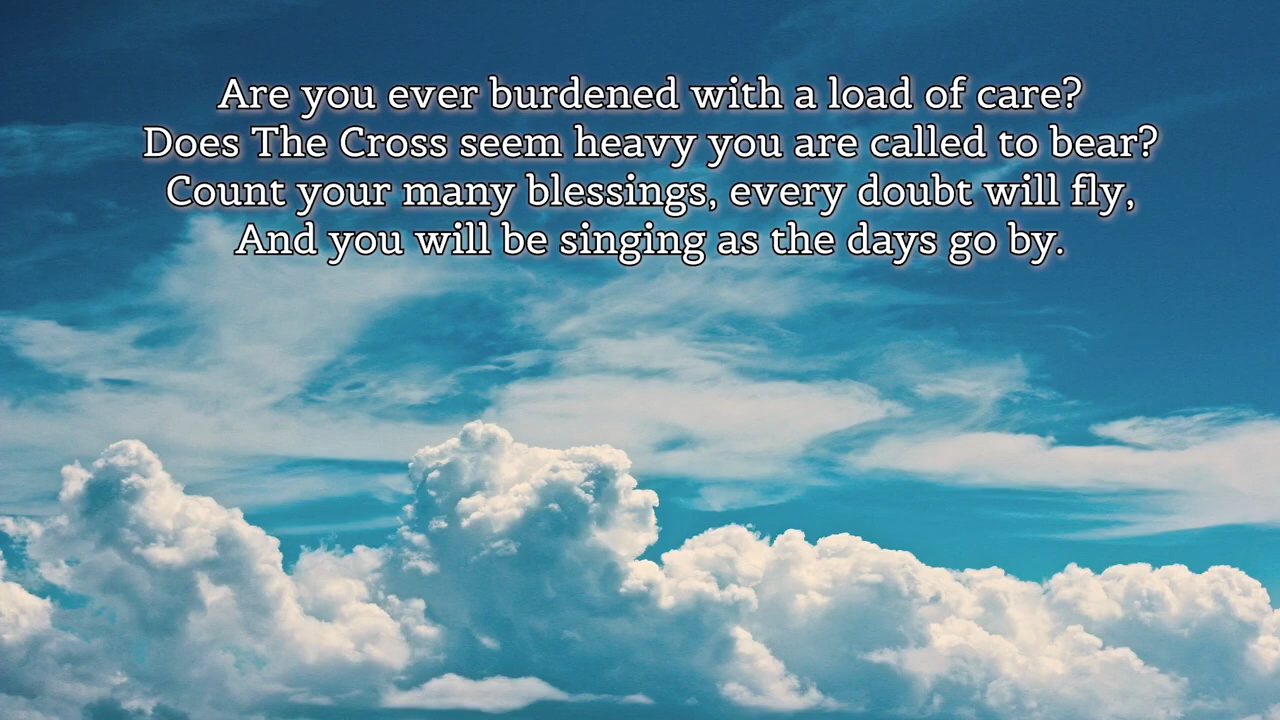 Are you ever burdened with a load of care?
Does The Cross seem heavy you are called to bear?
Count your many blessings, every doubt will fly,
And you will be singing as the days go by.